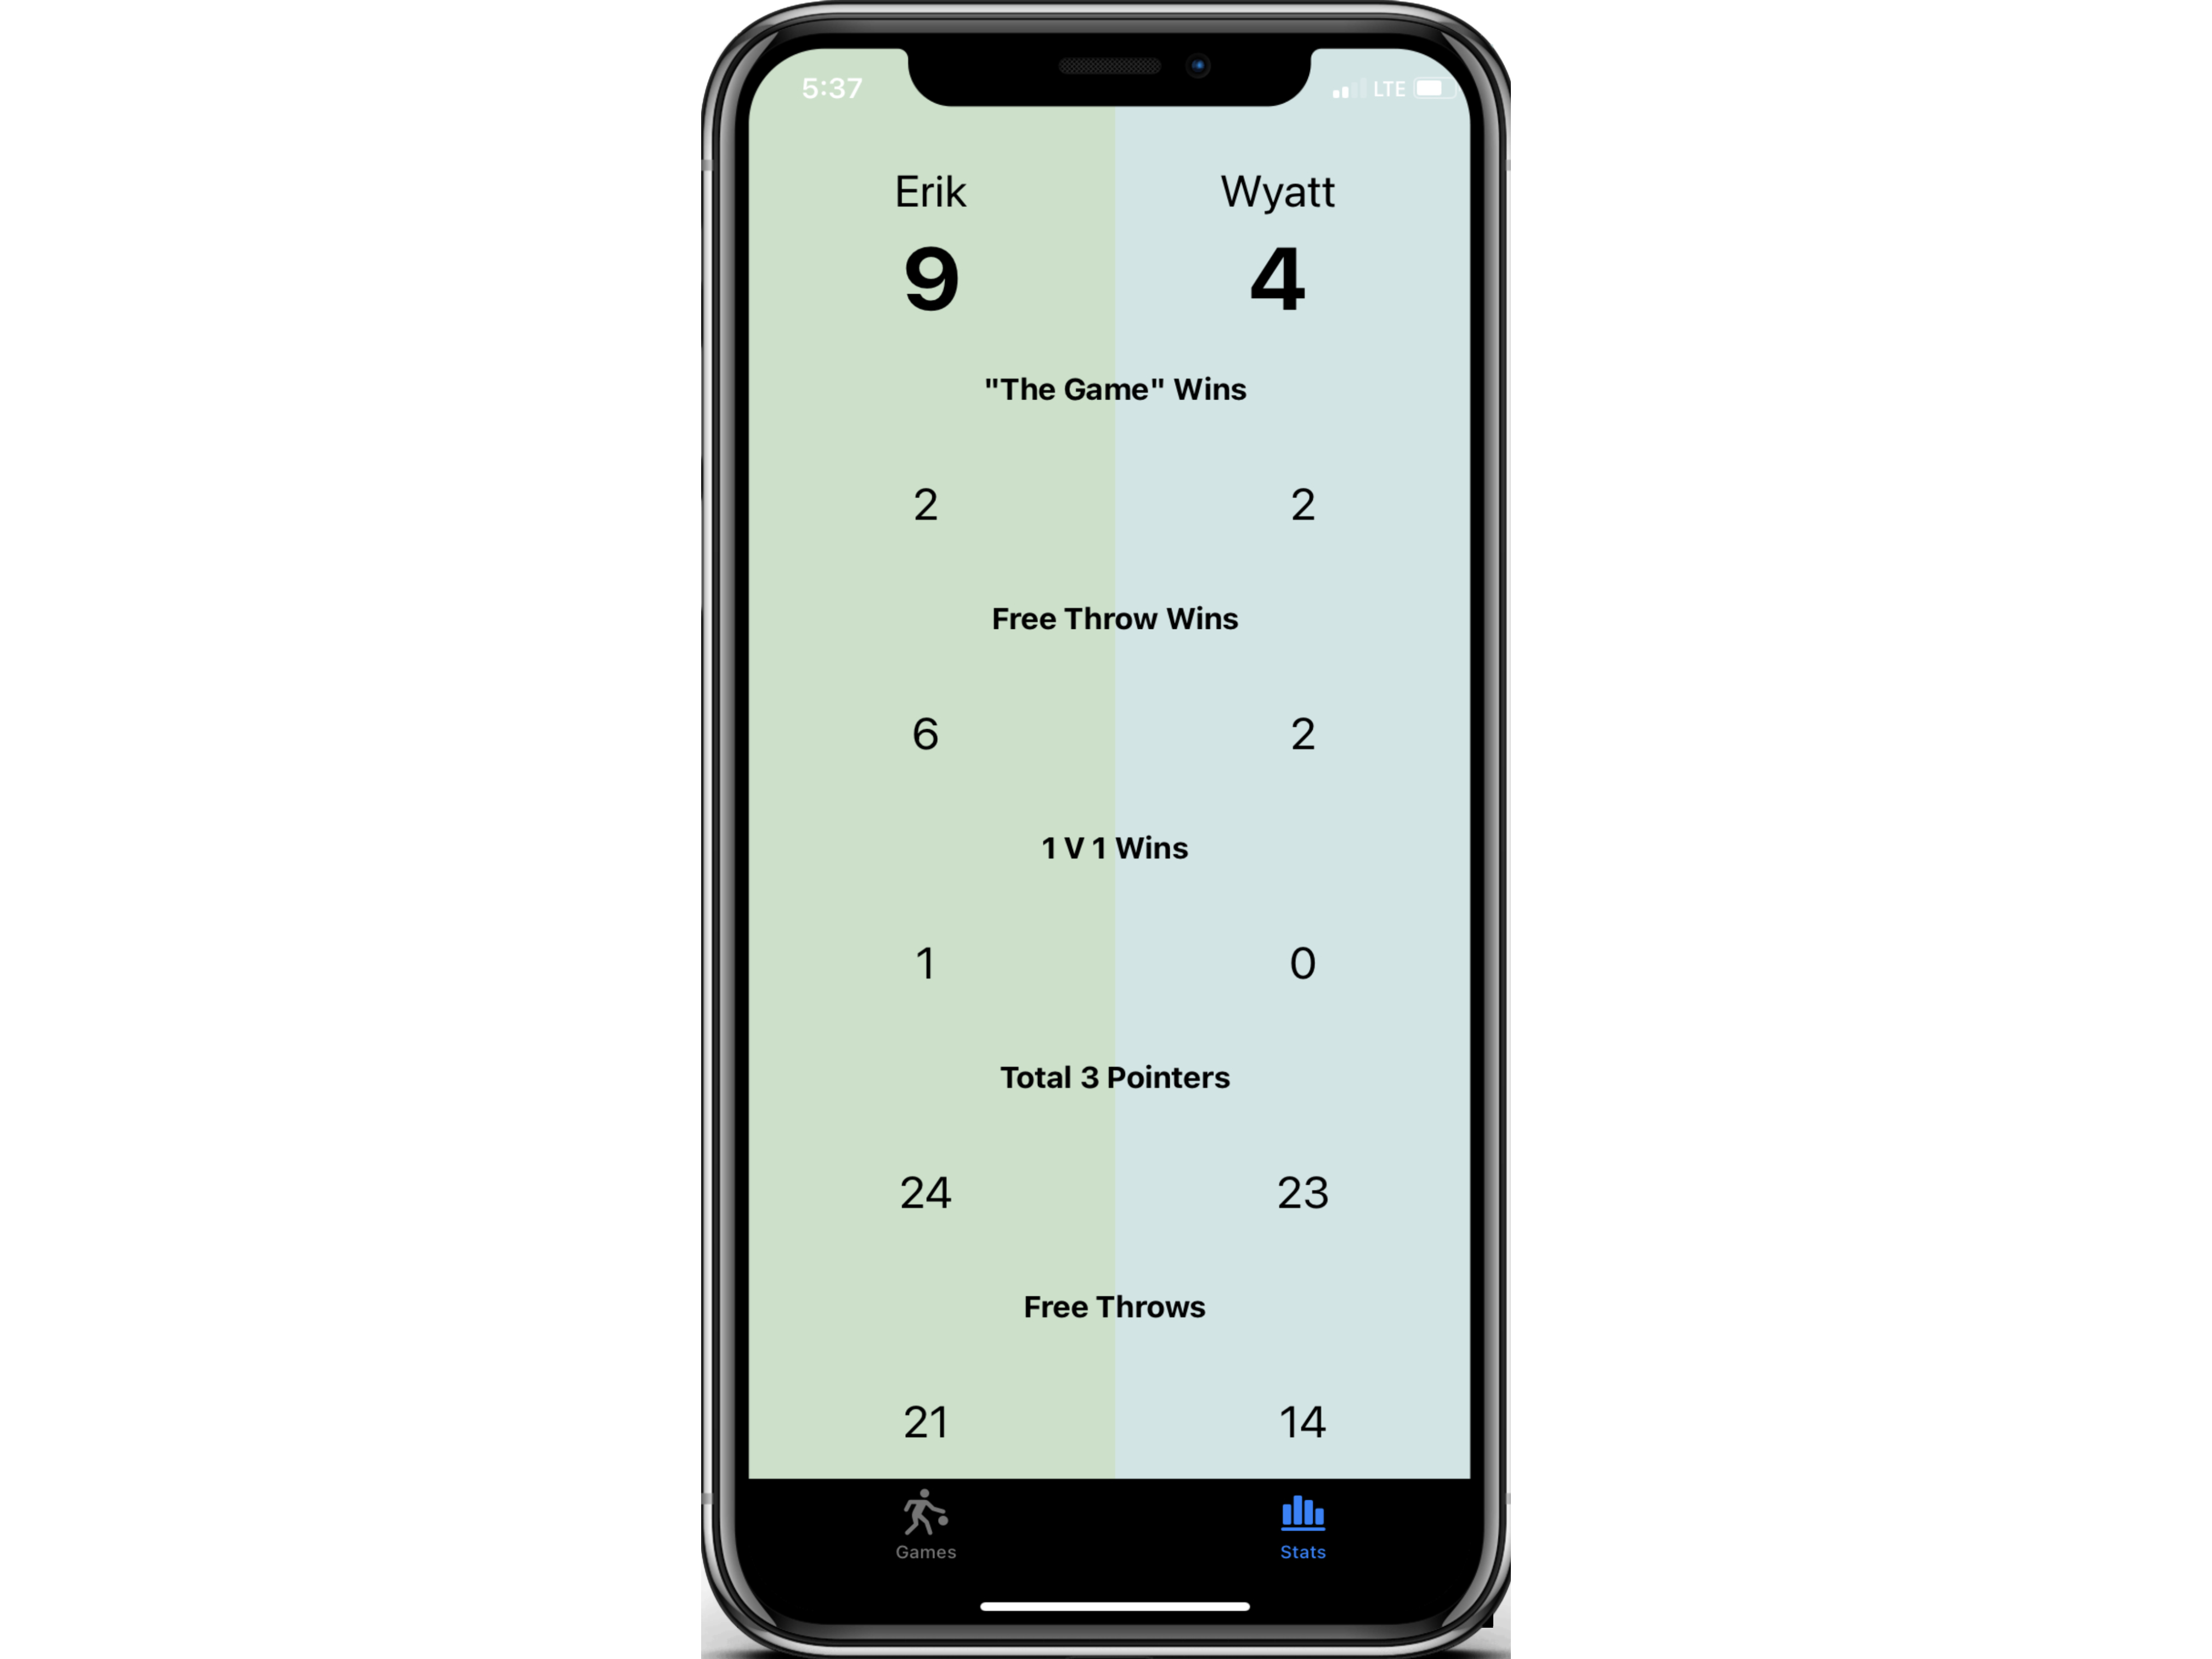 5:37 LTE
Erik Wyatt
9 4
"The Game" Wins
2 2
Free Throw Wins
6 2
1 V 1 Wins
1 0
Total 3 Pointers
24 23
Free Throws
21 14
Games Stats